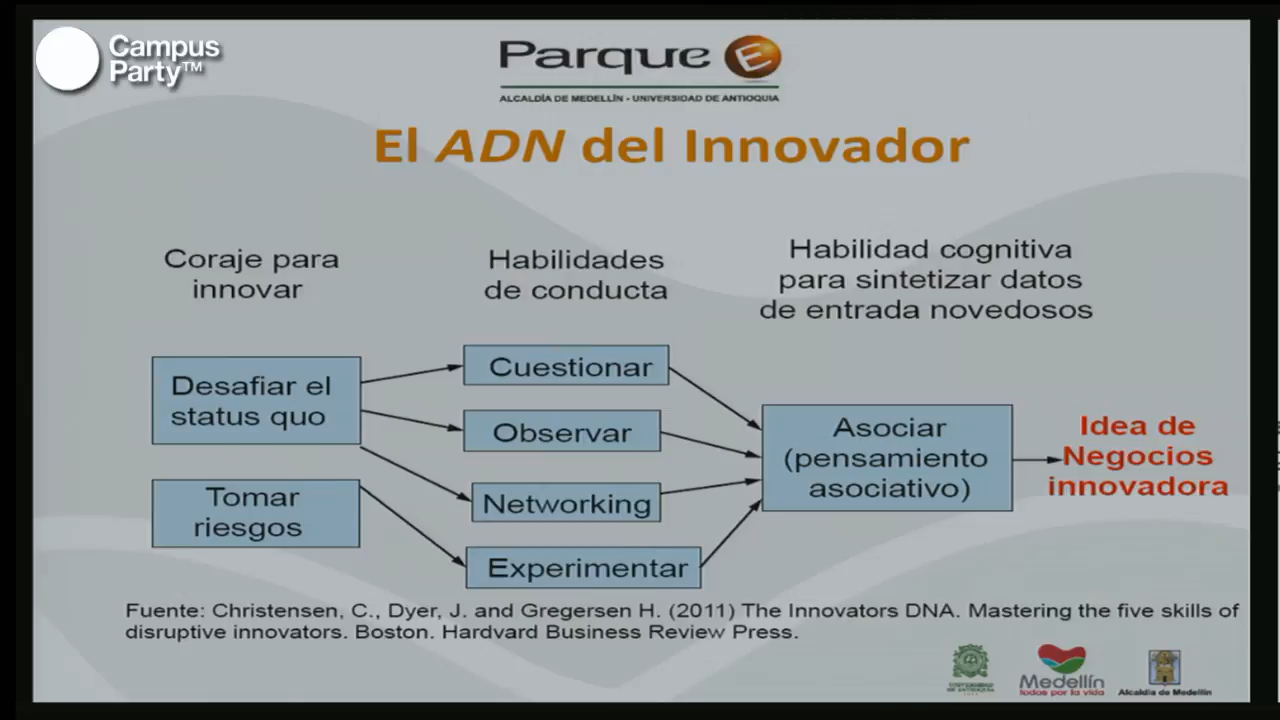 Campus
Party™
Parque E
ALCALDÍA DE MEDELLÍN - UNIVERSIDAD DE ANTIOQUIA
El ADN del Innovador
Coraje para
innovar
Habilidades
de conducta
Habilidad cognitiva
para sintetizar datos
de entrada novedosos
Desafiar el
status quo
Tomar
riesgos
Cuestionar
Observar
Networking
Experimentar
Asociar
(pensamiento
asociativo)
Idea de
Negocios
innovadora
Fuente: Christensen, C., Dyer, J. and Gregersen H. (2011) The Innovators DNA. Mastering the five skills of
disruptive innovators. Boston. Hardvard Business Review Press.
UNIVERSIDAD
DE ANTIOQUIA
Medellín
todos por la vida
Alcaldía de Medellín